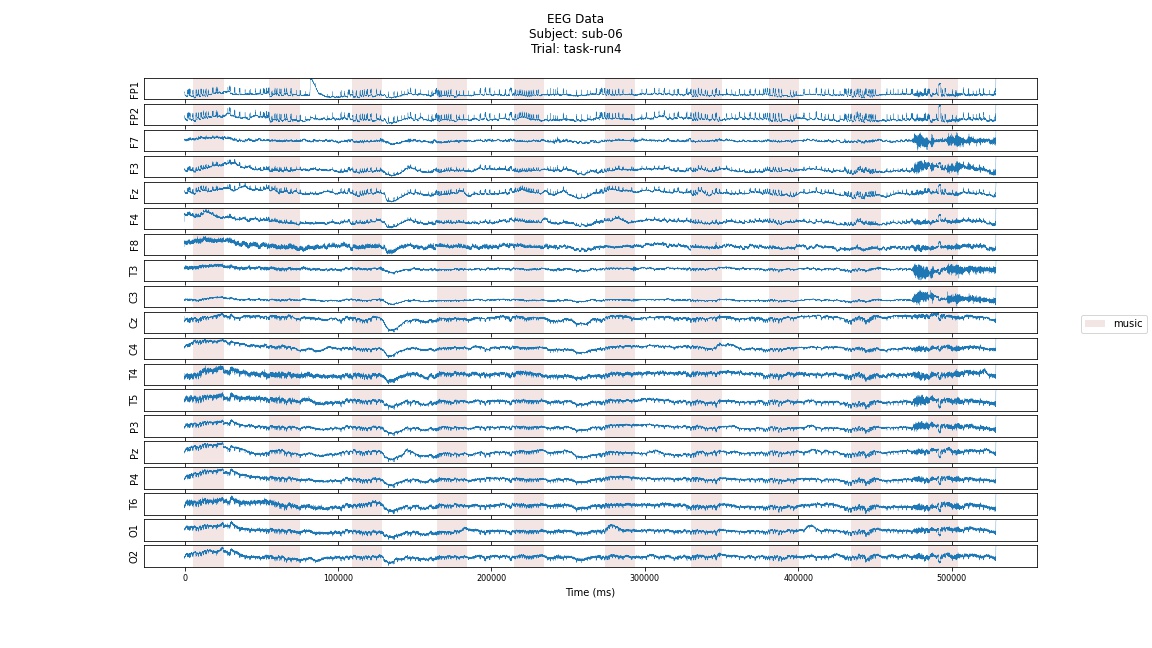 EEG Data
Subject: sub-06
Trial: task-run4
FP1
FP2
F7
F3
Fz
F4
F8
T3
C3
Cz
C4
T4
T5
P3
Pz
P4
T6
O1
O2
music
0 100000 200000 300000 400000 500000
Time (ms)